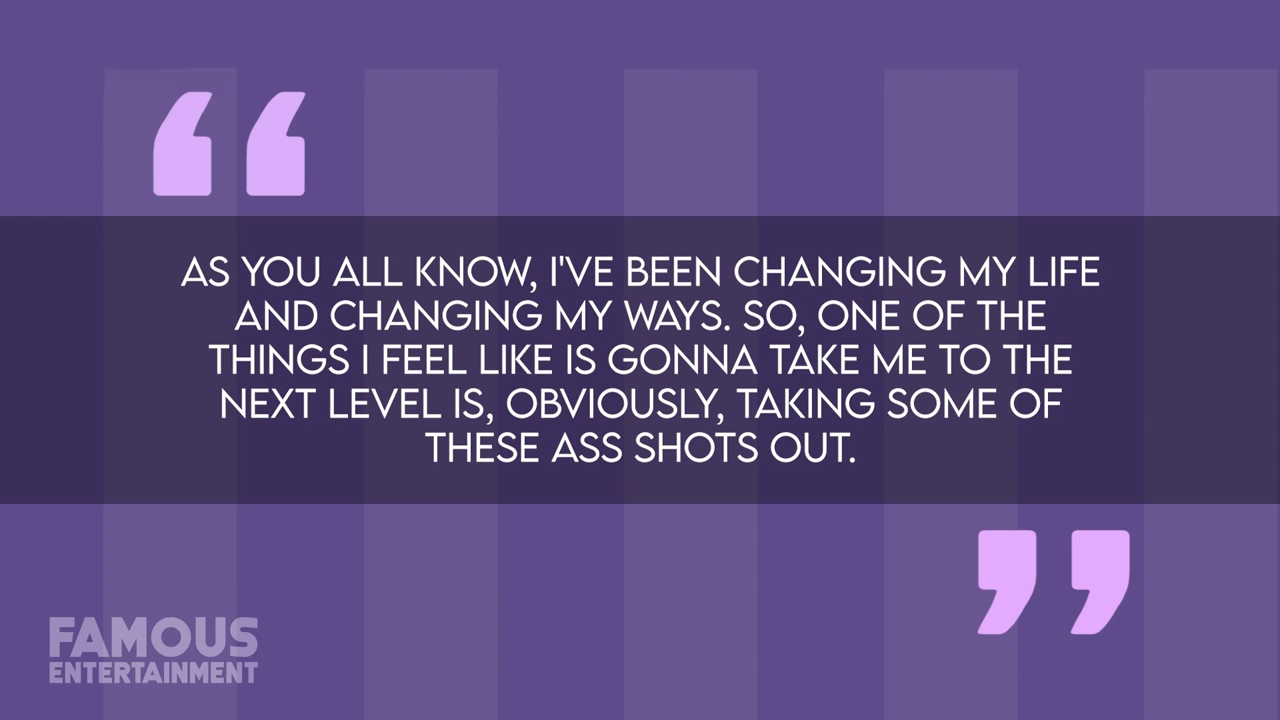 “
AS YOU ALL KNOW, I'VE BEEN CHANGING MY LIFE
AND CHANGING MY WAYS. SO, ONE OF THE
THINGS I FEEL LIKE IS GONNA TAKE ME TO THE
NEXT LEVEL IS, OBVIOUSLY, TAKING SOME OF
THESE ASS SHOTS OUT.
”
FAMOUS
ENTERTAINMENT